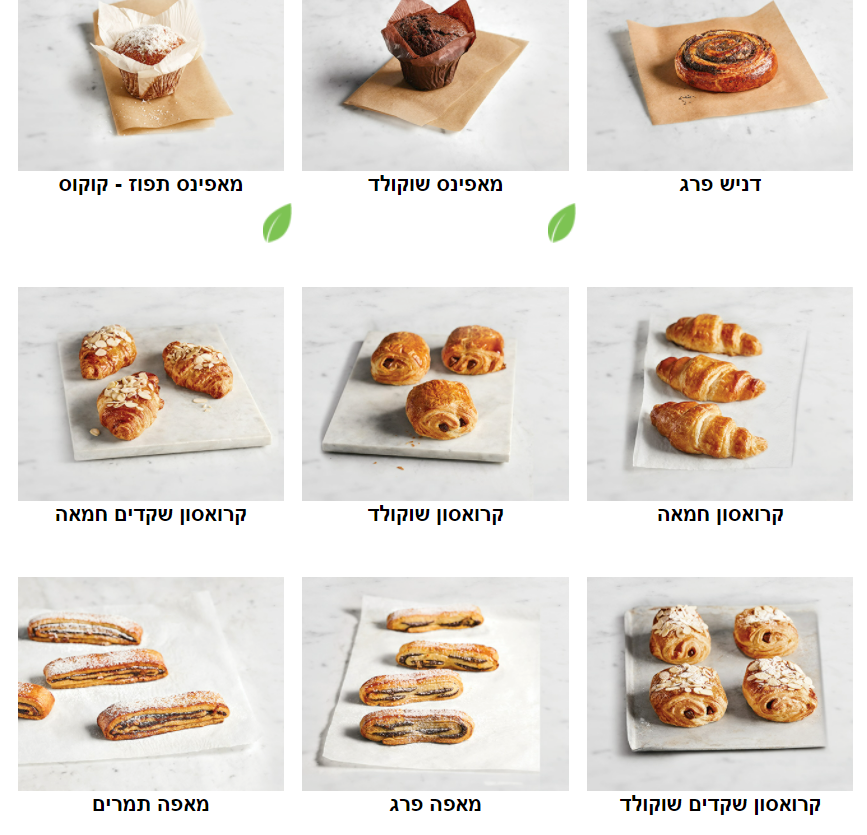 דניש פרג
מאפינס שוקולד
מאפינס תפוז - קוקוס
קרואסון חמאה
קרואסון שוקולד
קרואסון שקדים חמאה
קרואסון שקדים שוקולד
מאפה פרג
מאפה תמרים